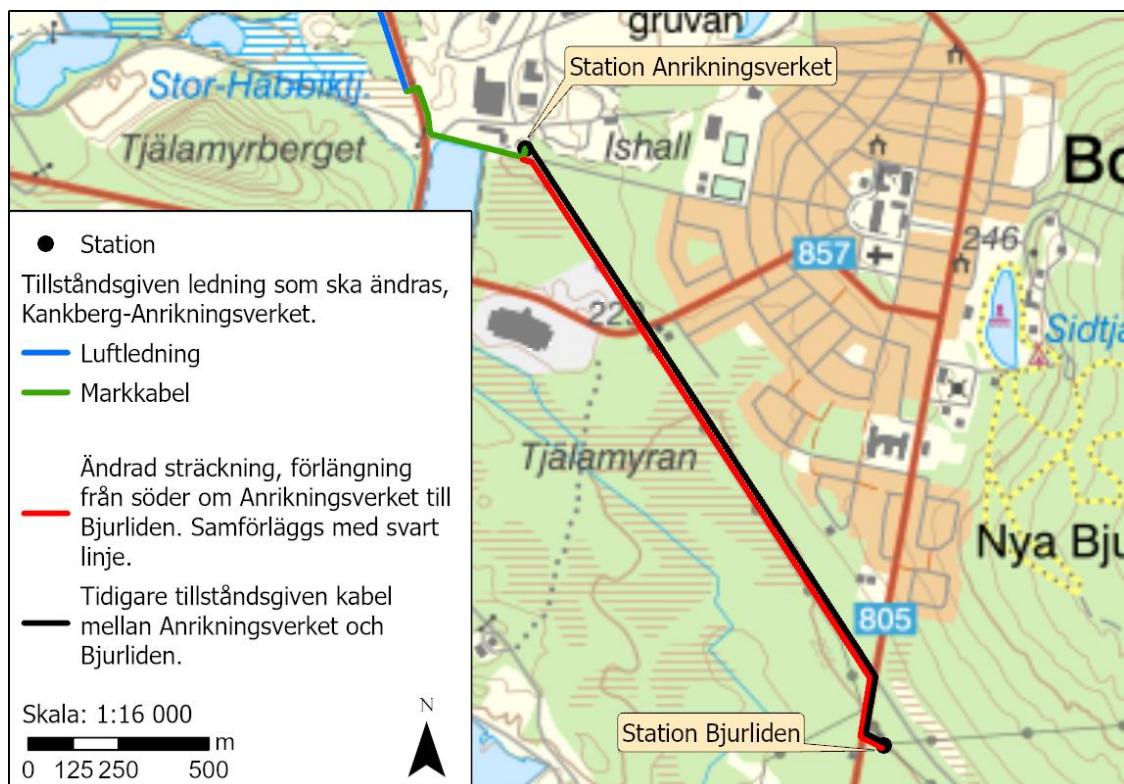 gruvan
Station Anrikningsverket
Stor-Habbiktj.
Tjälamyrberget
Ishall
Bo
246
857
Sidtjä
223
Tjälamyran
Nya Bju
805
Station Bjurliden
Station
Tillståndsgiven ledning som ska ändras,
Kankberg-Anrikningsverket.
Luftledning
Markkabel
Ändrad sträckning, förlängning
från söder om Anrikningsverket till
Bjurliden. Samförläggs med svart
linje.
Tidigare tillståndsgiven kabel
mellan Anrikningsverket och
Bjurliden.
Skala: 1:16 000
N
m
0 125 250 500